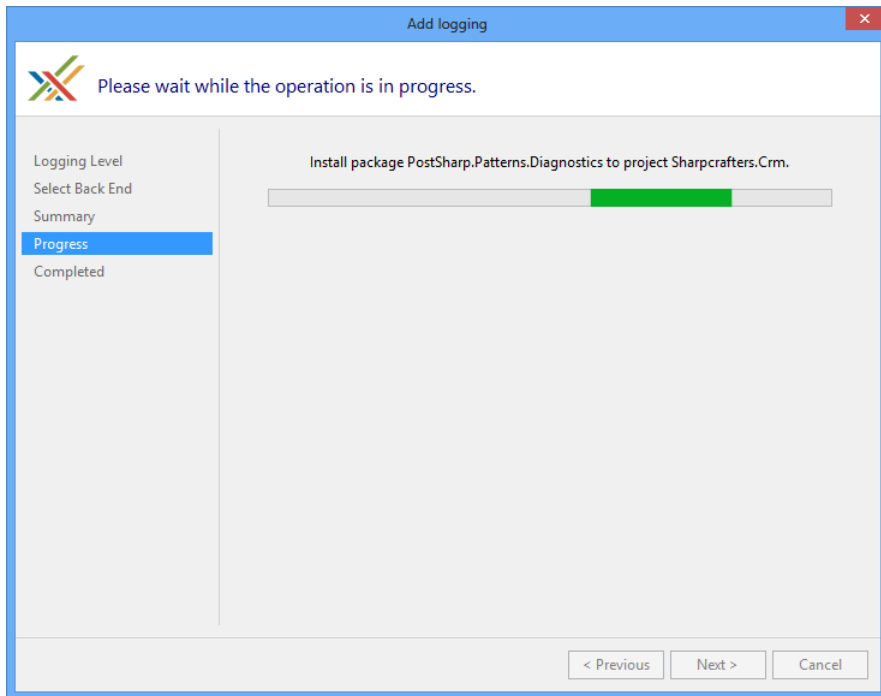 Add logging
Please wait while the operation is in progress.
Logging Level
Select Back End
Summary
Progress
Completed
Install package PostSharp.Patterns.Diagnostics to project Sharpcrafters.Crm.
< Previous
Next >
Cancel